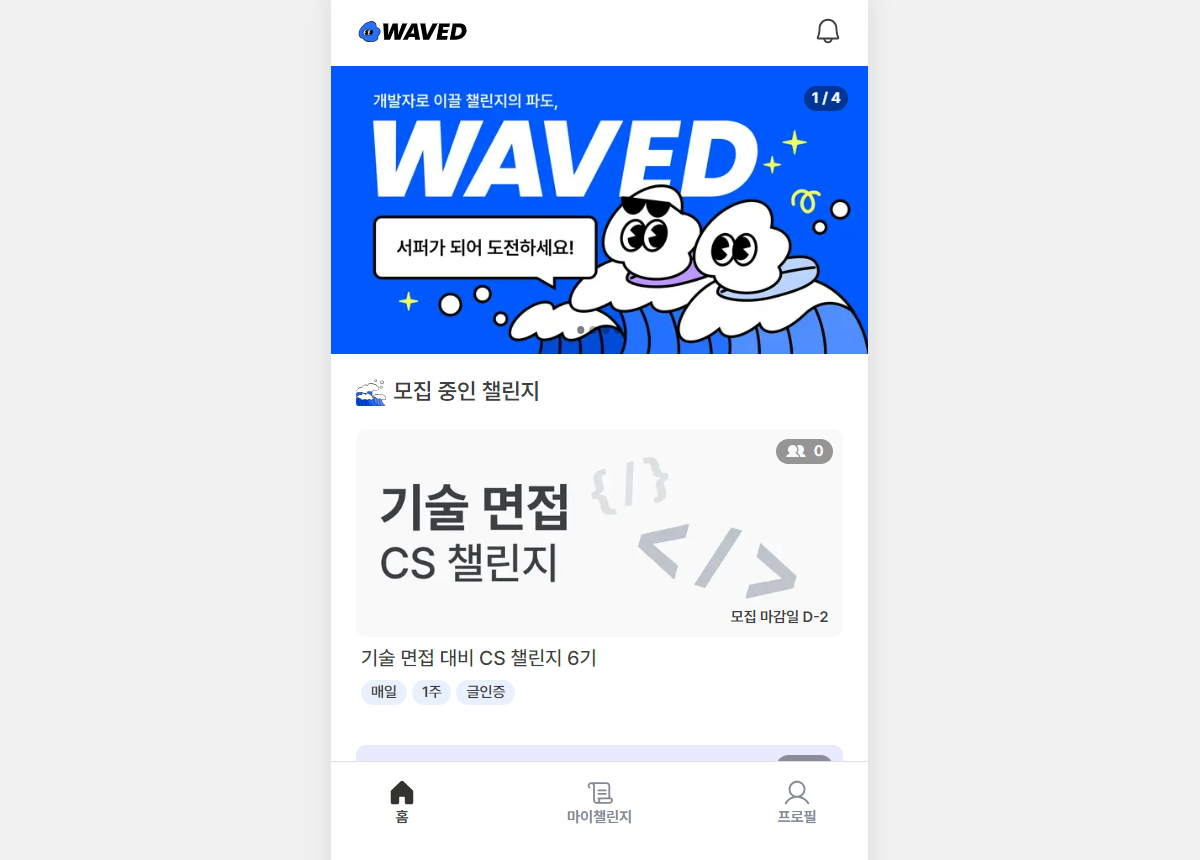 WAVED
개발자로 이끌 챌린지의 파도,
1 / 4
WAVED
서퍼가 되어 도전하세요!
모집 중인 챌린지
0
{/}
기술 면접
CS 챌린지
</>
모집 마감일 D-2
기술 면접 대비 CS 챌린지 6기
매일 1주 글인증
홈 마이챌린지 프로필